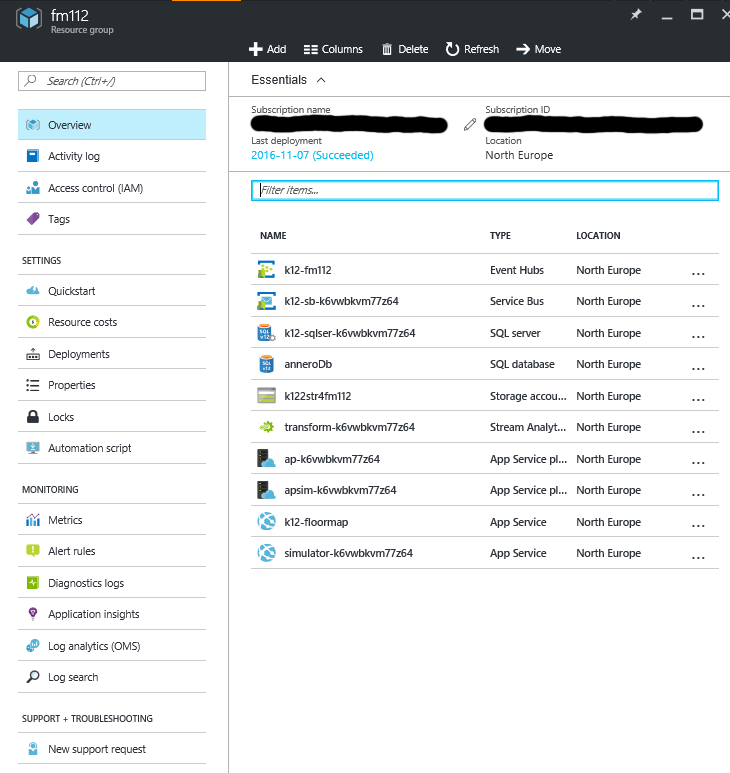 fm112
Resource group
Add Columns Delete Refresh Move
Search (Ctrl+/)
Overview
Activity log
Access control (IAM)
Tags
SETTINGS
Quickstart
Resource costs
Deployments
Properties
Locks
Automation script
MONITORING
Metrics
Alert rules
Diagnostics logs
Application insights
Log analytics (OMS)
Log search
SUPPORT + TROUBLESHOOTING
New support request
Essentials
Subscription name Subscription ID
Last deployment Location
2016-11-07 (Succeeded) North Europe
Filter items...
NAME TYPE LOCATION
k12-fm112 Event Hubs North Europe ...
k12-sb-k6vwbkvm77z64 Service Bus North Europe ...
k12-sqlser-k6vwbkvm77z64 SQL server North Europe ...
anneroDb SQL database North Europe ...
k122str4fm112 Storage accou... North Europe ...
transform-k6vwbkvm77z64 Stream Analyt... North Europe ...
ap-k6vwbkvm77z64 App Service pl... North Europe ...
apsim-k6vwbkvm77z64 App Service pl... North Europe ...
k12-floormap App Service North Europe ...
simulator-k6vwbkvm77z64 App Service North Europe ...